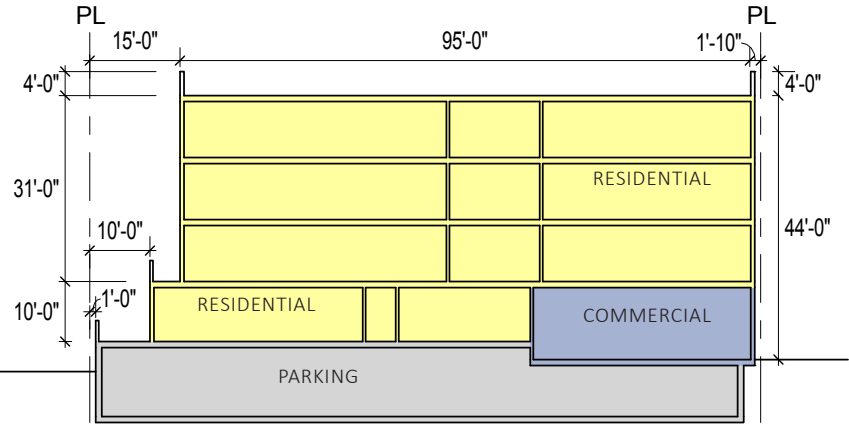 PL
PL
15'-0"
95'-0"
1'-10"
4'-0"
4'-0"
31'-0"
RESIDENTIAL
10'-0"
44'-0"
1'-0"
10'-0"
RESIDENTIAL
COMMERCIAL
PARKING